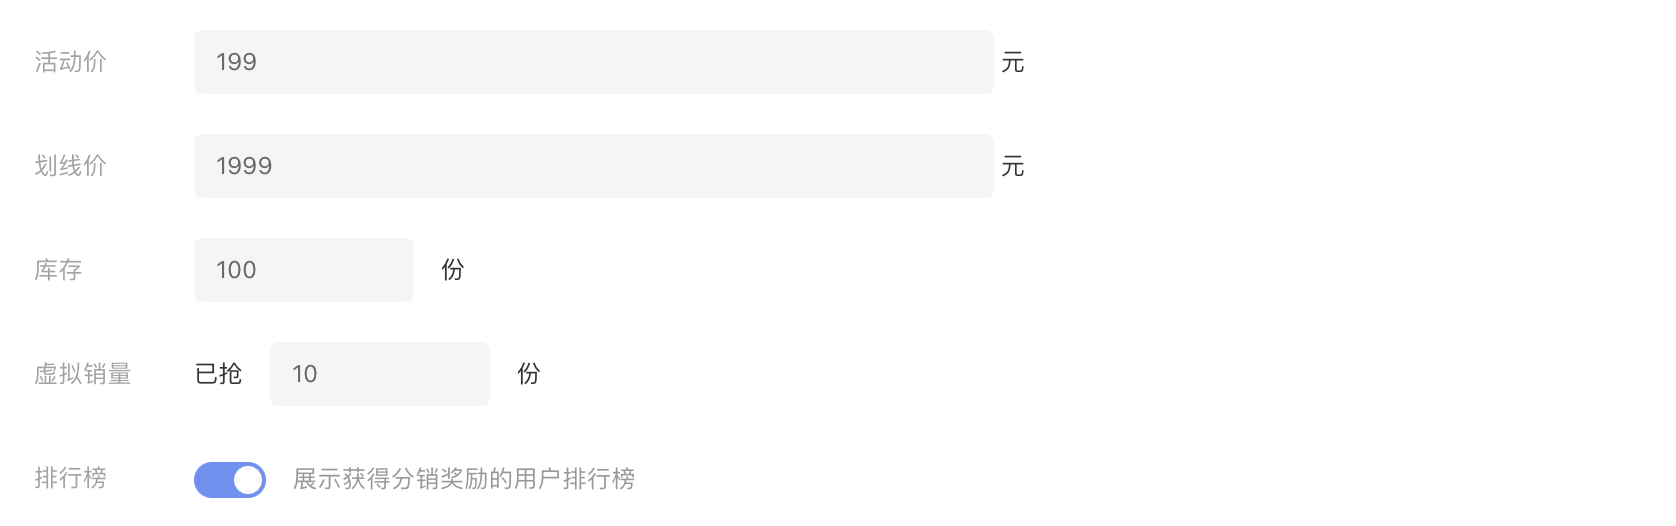 活动价 199 元
划线价 1999 元
库存 100 份
虚拟销量 已抢 10 份
排行榜 展示获得分销奖励的用户排行榜